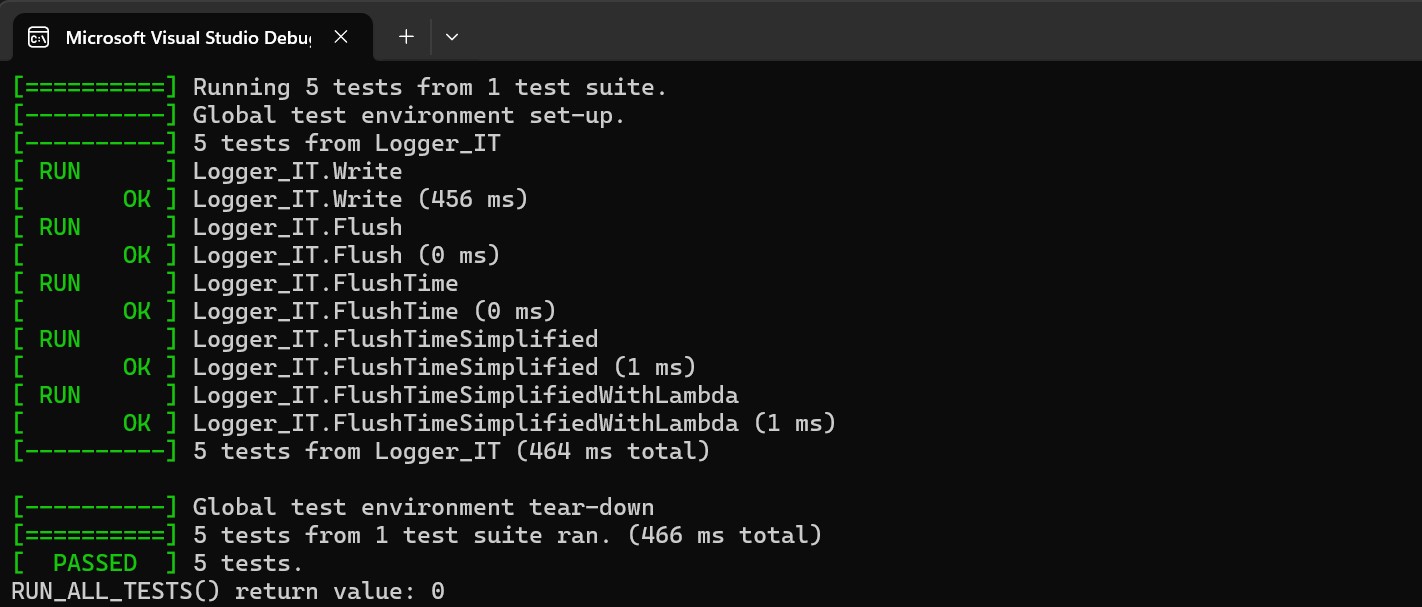 Microsoft Visual Studio Debu
[==========] Running 5 tests from 1 test suite.
[----------] Global test environment set-up.
[----------] 5 tests from Logger_IT
[ RUN      ] Logger_IT.Write
[       OK ] Logger_IT.Write (456 ms)
[ RUN      ] Logger_IT.Flush
[       OK ] Logger_IT.Flush (0 ms)
[ RUN      ] Logger_IT.FlushTime
[       OK ] Logger_IT.FlushTime (0 ms)
[ RUN      ] Logger_IT.FlushTimeSimplified
[       OK ] Logger_IT.FlushTimeSimplified (1 ms)
[ RUN      ] Logger_IT.FlushTimeSimplifiedWithLambda
[       OK ] Logger_IT.FlushTimeSimplifiedWithLambda (1 ms)
[----------] 5 tests from Logger_IT (464 ms total)
[----------] Global test environment tear-down
[==========] 5 tests from 1 test suite ran. (466 ms total)
[  PASSED  ] 5 tests.
RUN_ALL_TESTS() return value: 0